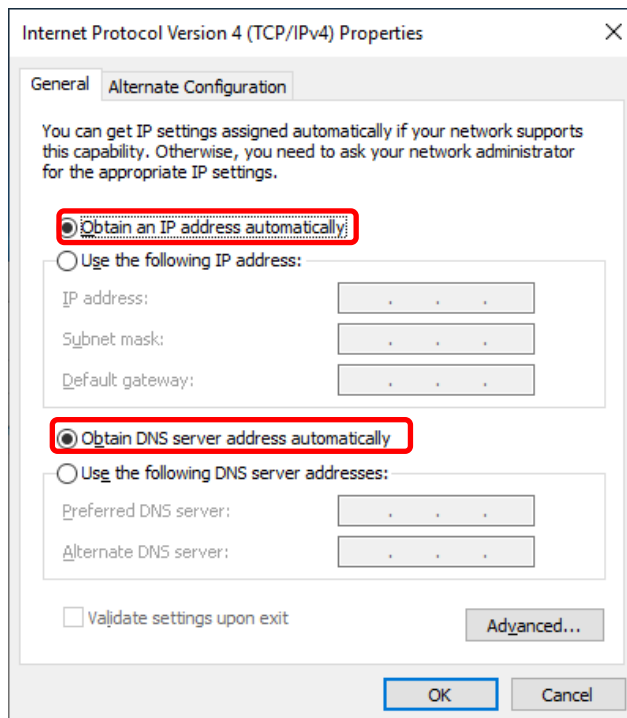 Internet Protocol Version 4 (TCP/IPv4) Properties
General
Alternate Configuration
You can get IP settings assigned automatically if your network supports
this capability. Otherwise, you need to ask your network administrator
for the appropriate IP settings.
Obtain an IP address automatically
Use the following IP address:
IP address:
Subnet mask:
Default gateway:
Obtain DNS server address automatically
Use the following DNS server addresses:
Preferred DNS server:
Alternate DNS server:
Validate settings upon exit
Advanced...
OK
Cancel